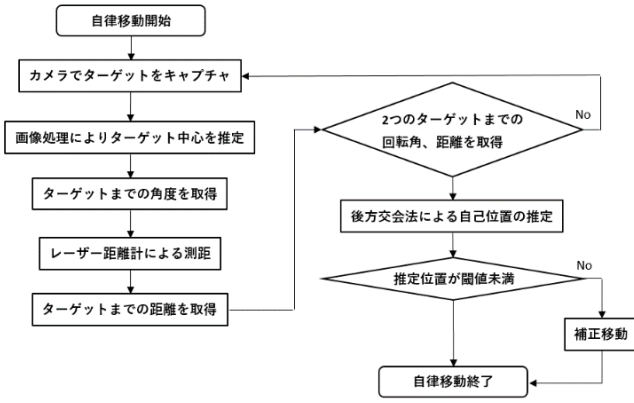 自律移動開始
カメラでターゲットをキャプチャ
画像処理によりターゲット中心を推定
ターゲットまでの角度を取得
レーザー距離計による測距
ターゲットまでの距離を取得
2つのターゲットまでの
回転角、距離を取得
No
後方交会法による自己位置の推定
推定位置が閾値未満
No
補正移動
自律移動終了